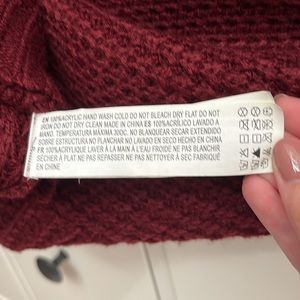 EN 100%ACRYLIC HAND WASH COLD DO NOT BLEACH DRY FLAT DO NOT
IRON DO NOT DRY CLEAN MADE IN CHINA ES 100%ACRÍLICO LAVADO A
MANO. TEMPERATURA MÁXIMA 30ºC. NO BLANQUEAR SECAR EXTENDIDO
SOBRE ESTRUCTURA NO PLANCHAR NO LAVADO EN SECO HECHO EN CHINA
FR 100%ACRYLIQUE LAVER À LA MAIN À L'EAU FROIDE NE PAS BLANCHIR
À PLAT NE PAS REPASSER NE PAS NETTOYER À SEC FABRIQUÉ
EN CHINE